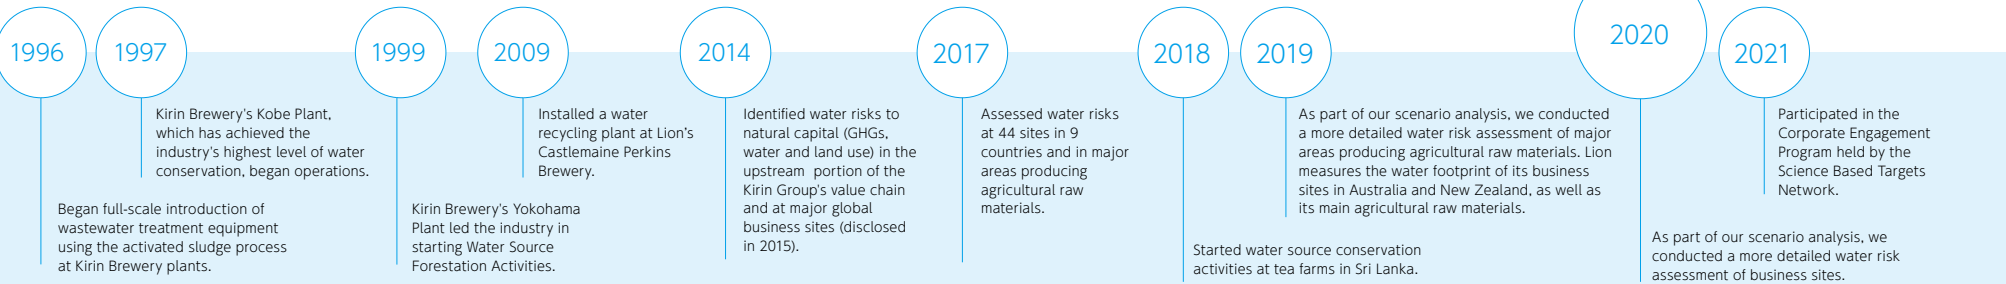 1996
Began full-scale introduction of
wastewater treatment equipment
using the activated sludge process
at Kirin Brewery plants.
1997
Kirin Brewery's Kobe Plant,
which has achieved the
industry's highest level of water
conservation, began operations.
1999
Kirin Brewery's Yokohama
Plant led the industry in
starting Water Source
Forestation Activities.
2009
Installed a water
recycling plant at Lion's
Castlemaine Perkins
Brewery.
2014
Identified water risks to
natural capital (GHGs,
water and land use) in the
upstream portion of the
Kirin Group's value chain
and at major global
business sites (disclosed
in 2015).
2017
Assessed water risks
at 44 sites in 9
countries and in major
areas producing
agricultural raw
materials.
2018
Started water source conservation
activities at tea farms in Sri Lanka.
2019
As part of our scenario analysis, we conducted
a more detailed water risk assessment of major
areas producing agricultural raw materials. Lion
measures the water footprint of its business
sites in Australia and New Zealand, as well as
its main agricultural raw materials.
2020
As part of our scenario analysis, we
conducted a more detailed water risk
assessment of business sites.
2021
Participated in the
Corporate Engagement
Program held by the
Science Based Targets
Network.